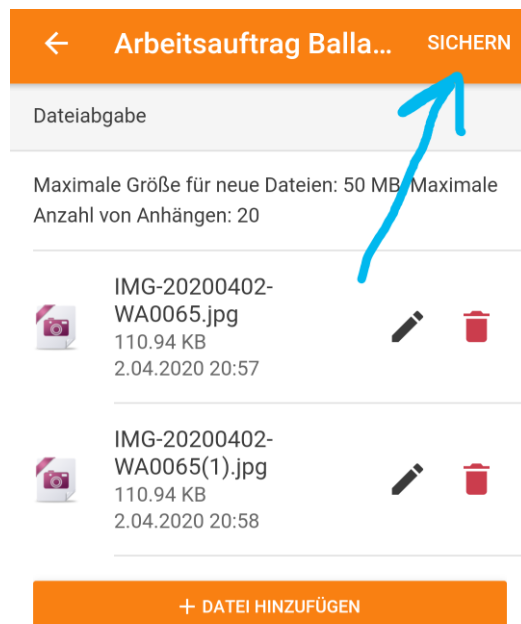 Arbeitsauftrag Balla... SICHERN
Dateiabgabe
Maximale Größe für neue Dateien: 50 MB, Maximale
Anzahl von Anhängen: 20
IMG-20200402-
WA0065.jpg
110.94 KB
2.04.2020 20:57
IMG-20200402-
WA0065(1).jpg
110.94 KB
2.04.2020 20:58
+ DATEI HINZUFÜGEN